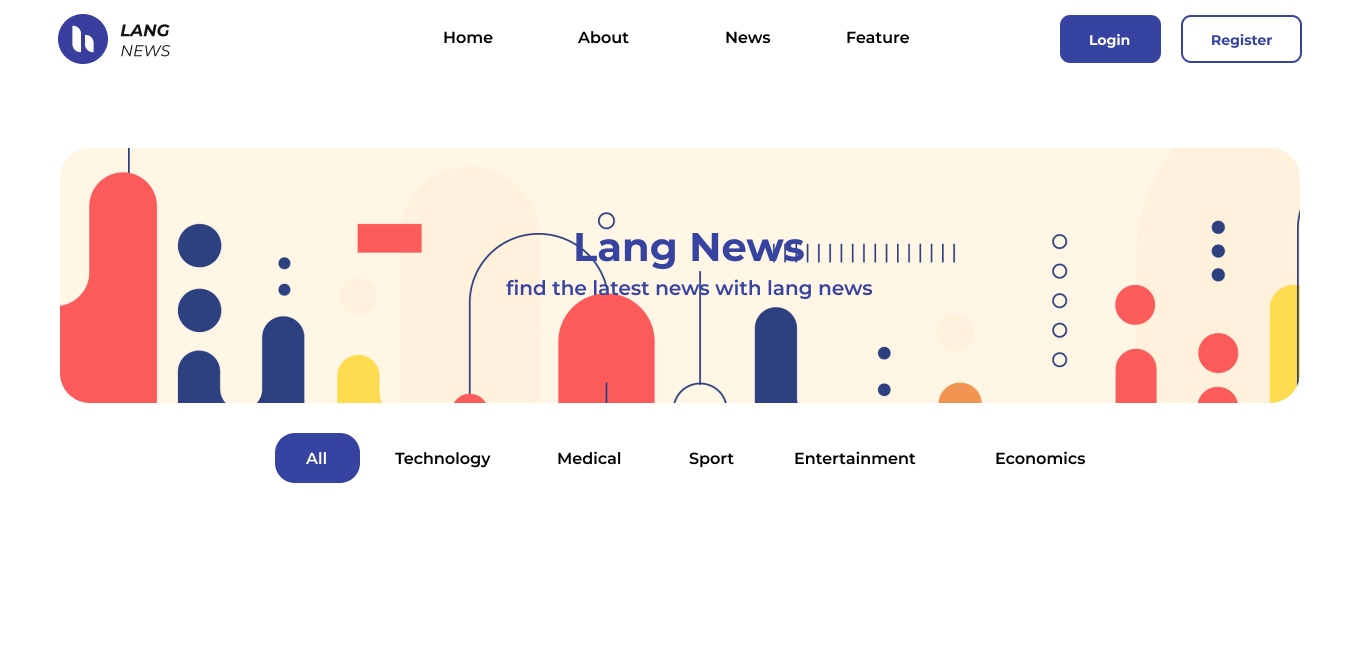 LANG
NEWS
Home About News Feature
Login Register
Lang News
find the latest news with lang news
All Technology Medical Sport Entertainment Economics